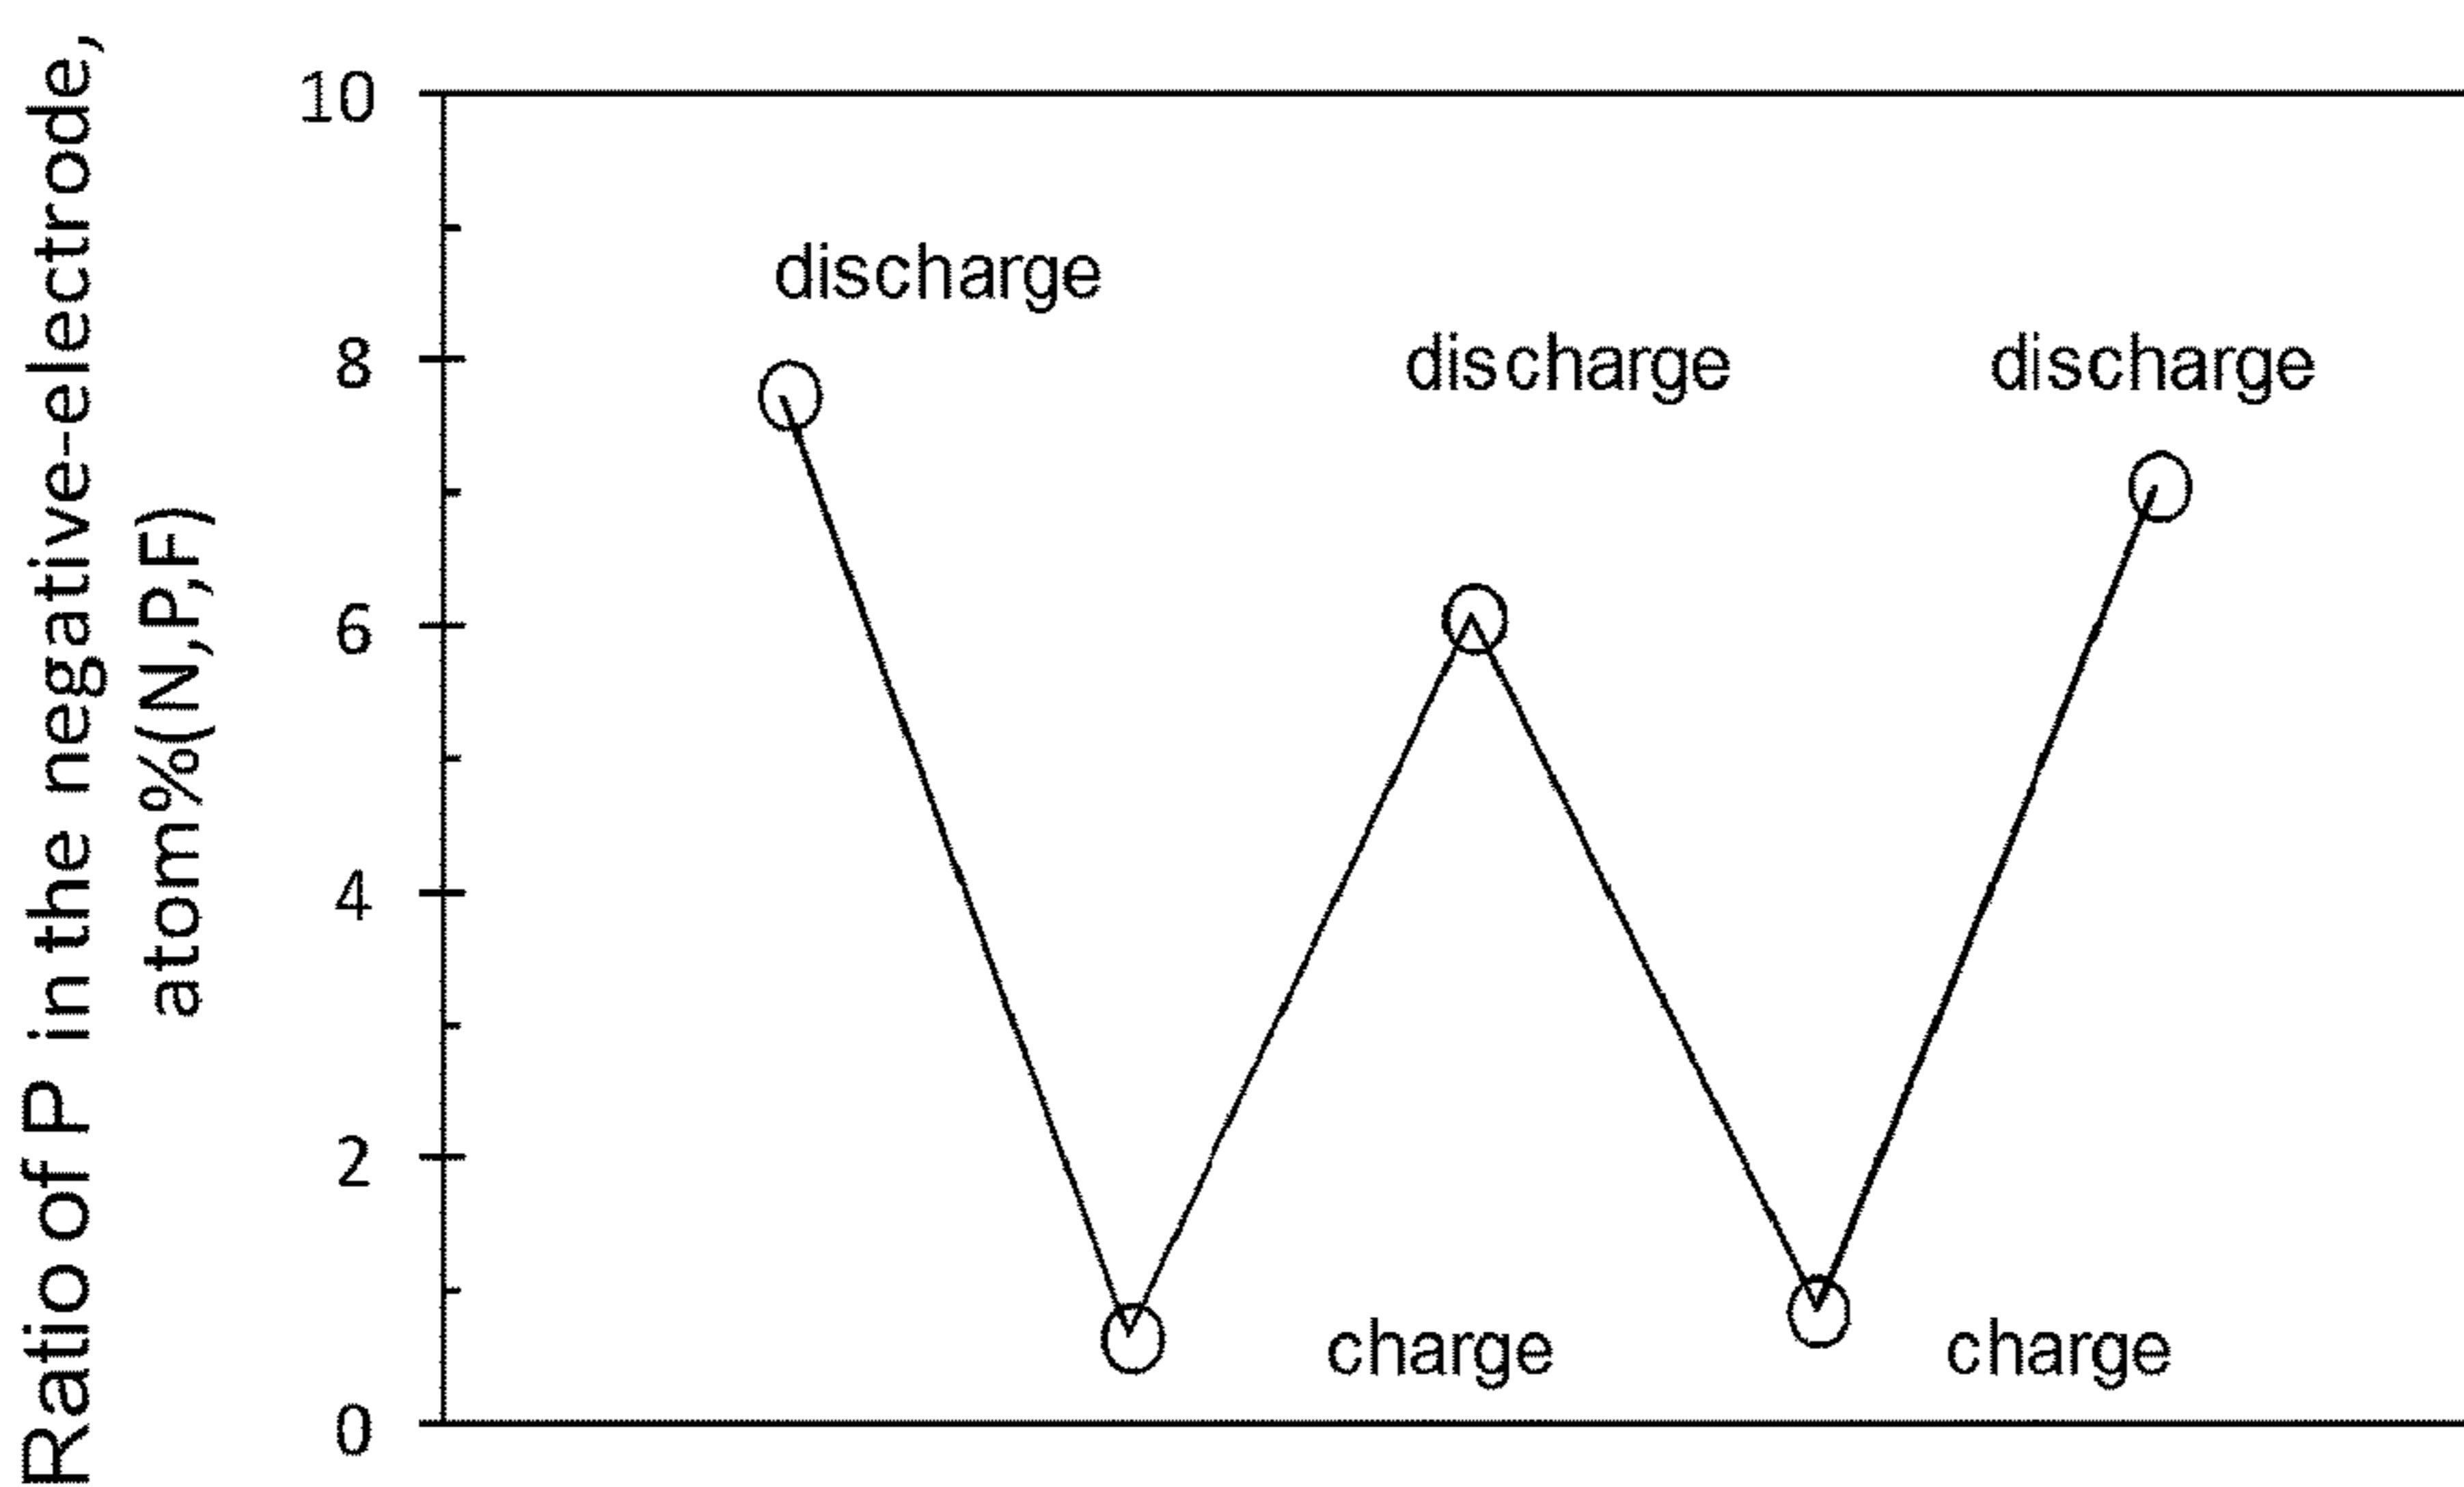 Ratio of P in the negative-electrode,
atom%(N,P,F)
10
8
6
4
2
0
discharge
discharge
discharge
charge
charge